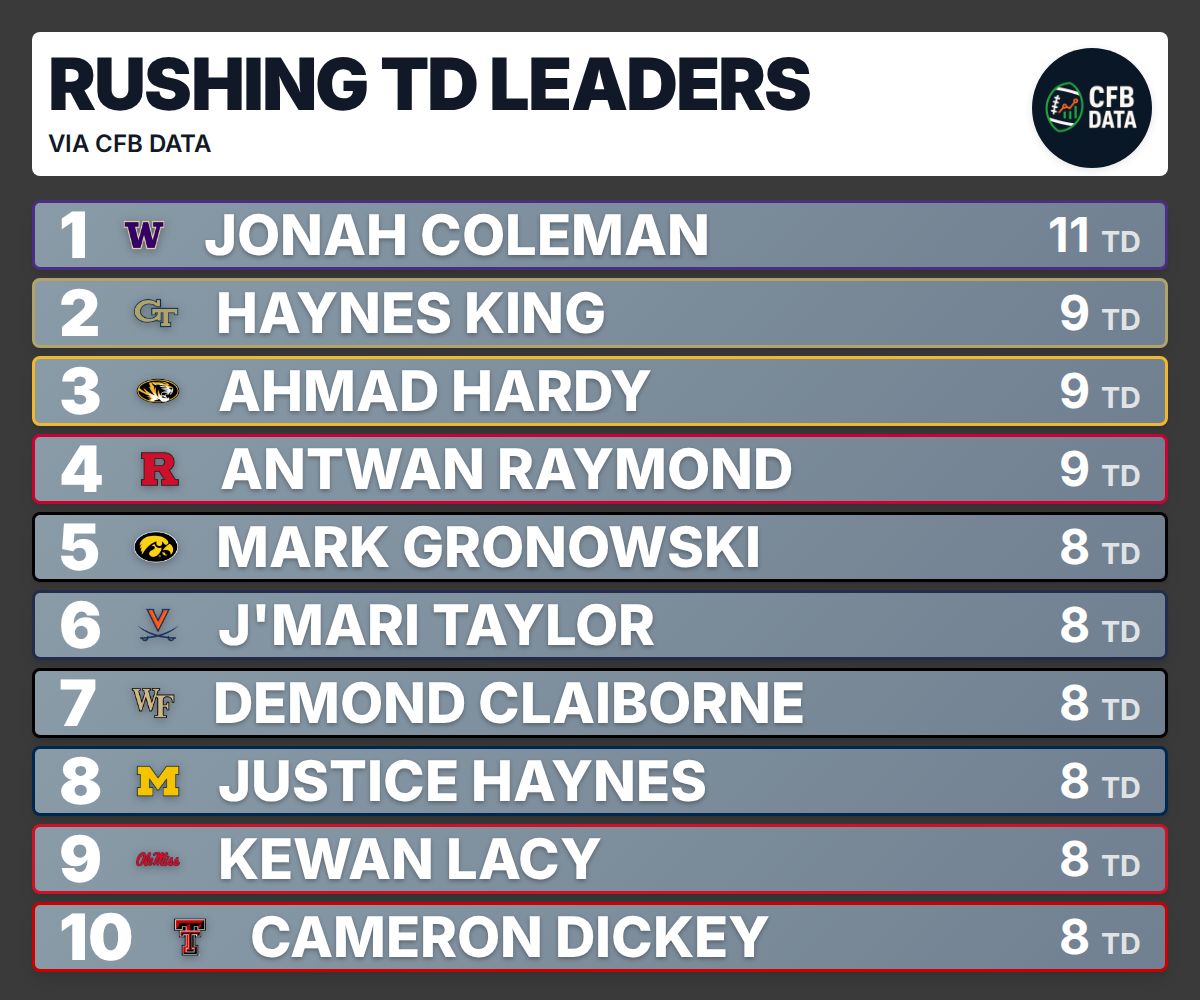 RUSHING TD LEADERS
VIA CFB DATA
CFB
DATA
1 W JONAH COLEMAN 11 TD
2 GT HAYNES KING 9 TD
3 AHMAD HARDY 9 TD
4 R ANTWAN RAYMOND 9 TD
5 MARK GRONOWSKI 8 TD
6 V J'MARI TAYLOR 8 TD
7 WF DEMOND CLAIBORNE 8 TD
8 M JUSTICE HAYNES 8 TD
9 Ole Miss KEWAN LACY 8 TD
10 TT CAMERON DICKEY 8 TD